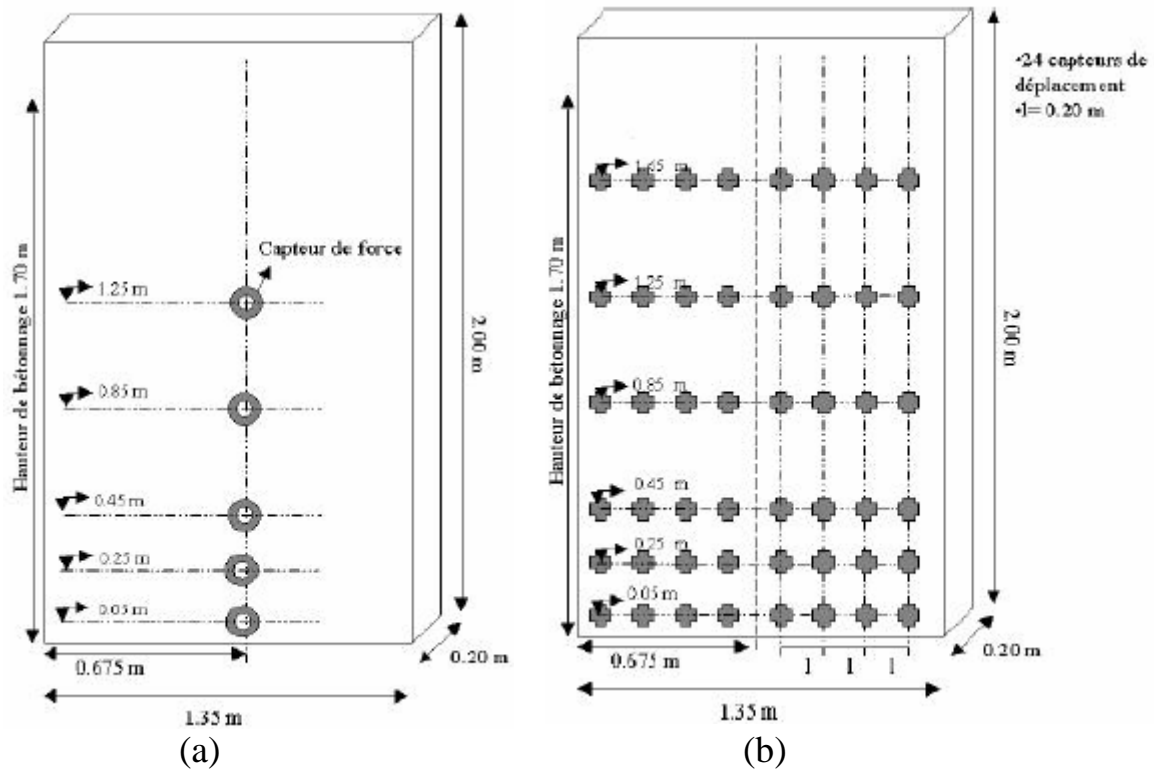 Hauteur de bétonnage 1.70 m
1.25 m
0.85 m
0.45 m
0.25 m
0.05 m
Capteur de force
2.00 m
0.675 m
0.20 m
1.35 m
(a)
Hauteur de bétonnage 1.70 m
1.65 m
1.25 m
0.85 m
0.45 m
0.25 m
0.05 m
•24 capteurs de
déplacement
•l= 0.20 m
2.00 m
0.675 m
l l l
0.20 m
1.35 m
(b)